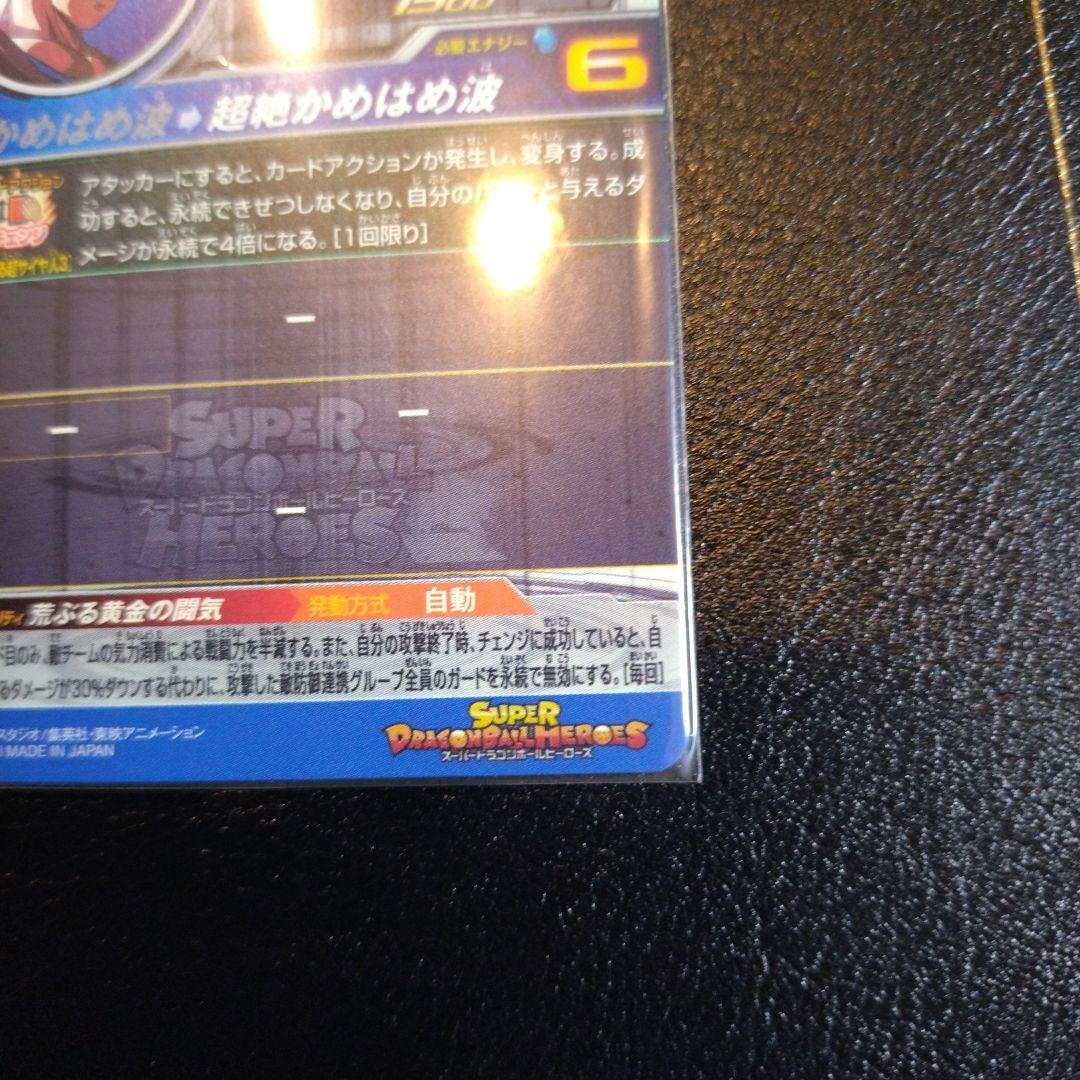 1500
必要エナジー 6
かめはめ波➡超絶かめはめ波
アタッカーにすると、カードアクションが発生し、変身する。成
功すると、永続できぜつしなくなり、自分のパ と与えるダ
メージが永続で4倍になる。[1回限り]
チェンジ
超サイヤ人3
SUPER
DRAGONBALL
スーパードラゴンボールヒーローズ
HEROES
荒ぶる黄金の闘気 発動方式 自動
目のみ、敵チームの気力消費による戦闘力を半減する。また、自分の攻撃終了時、チェンジに成功していると、自
ダメージが30%ダウンする代わりに、攻撃した敵防御連携グループ全員のガードを永続で無効にする。[毎回]
スタジオ/集英社・東映アニメーション
MADE IN JAPAN
SUPER
DRAGONBALL HEROES
スーパードラゴンボールヒーローズ